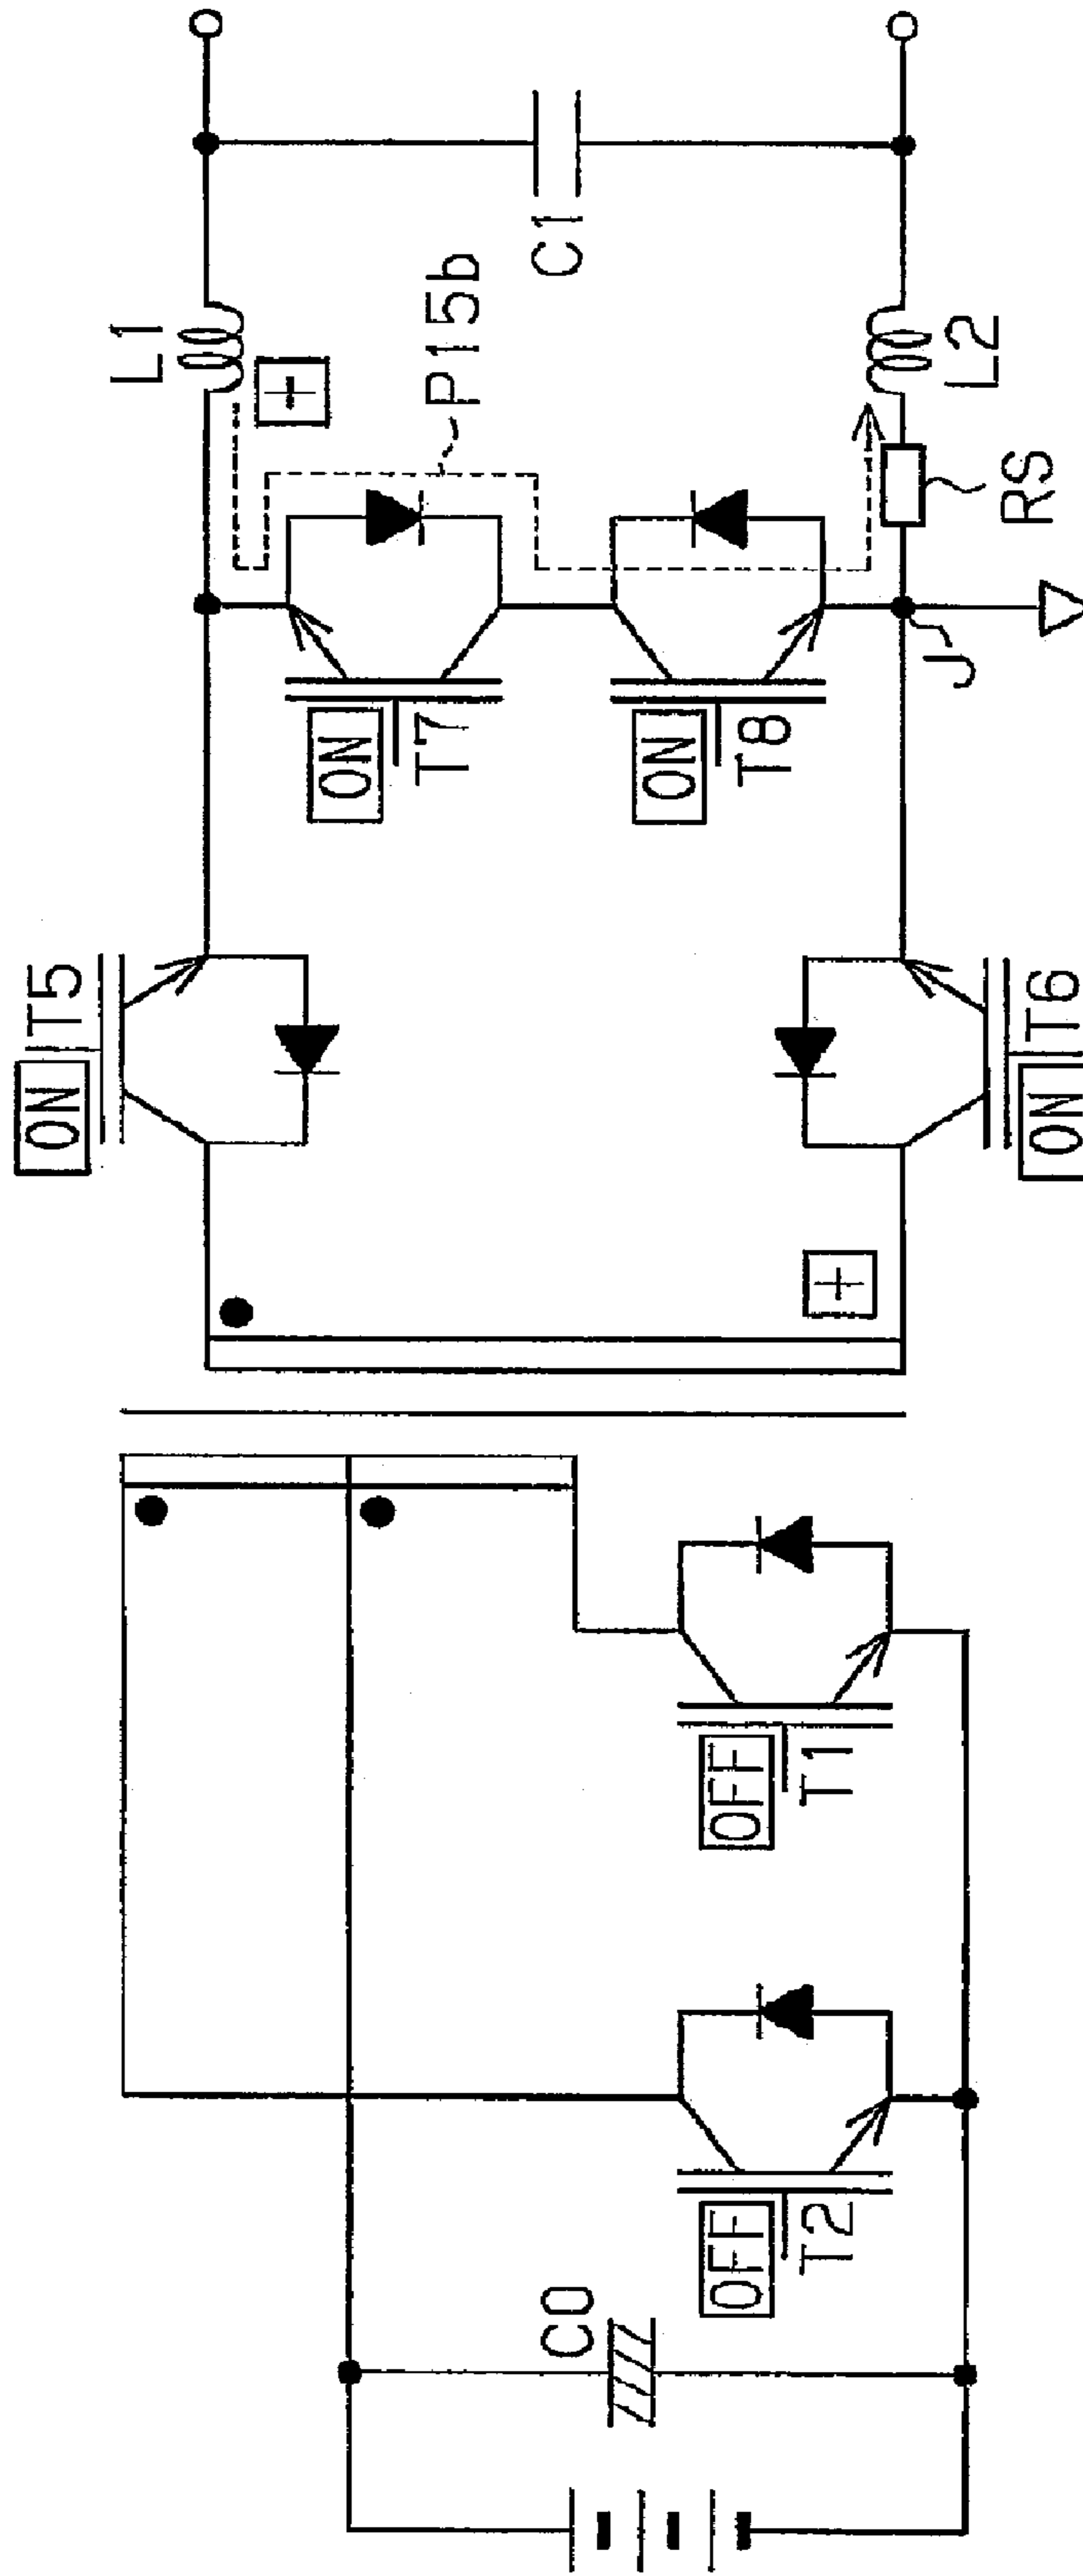 L1
+
P15b
C1
L2
RS
J
ON
T7
ON
T8
ON
T5
ON
T6
+
OFF
T1
OFF
T2
C0